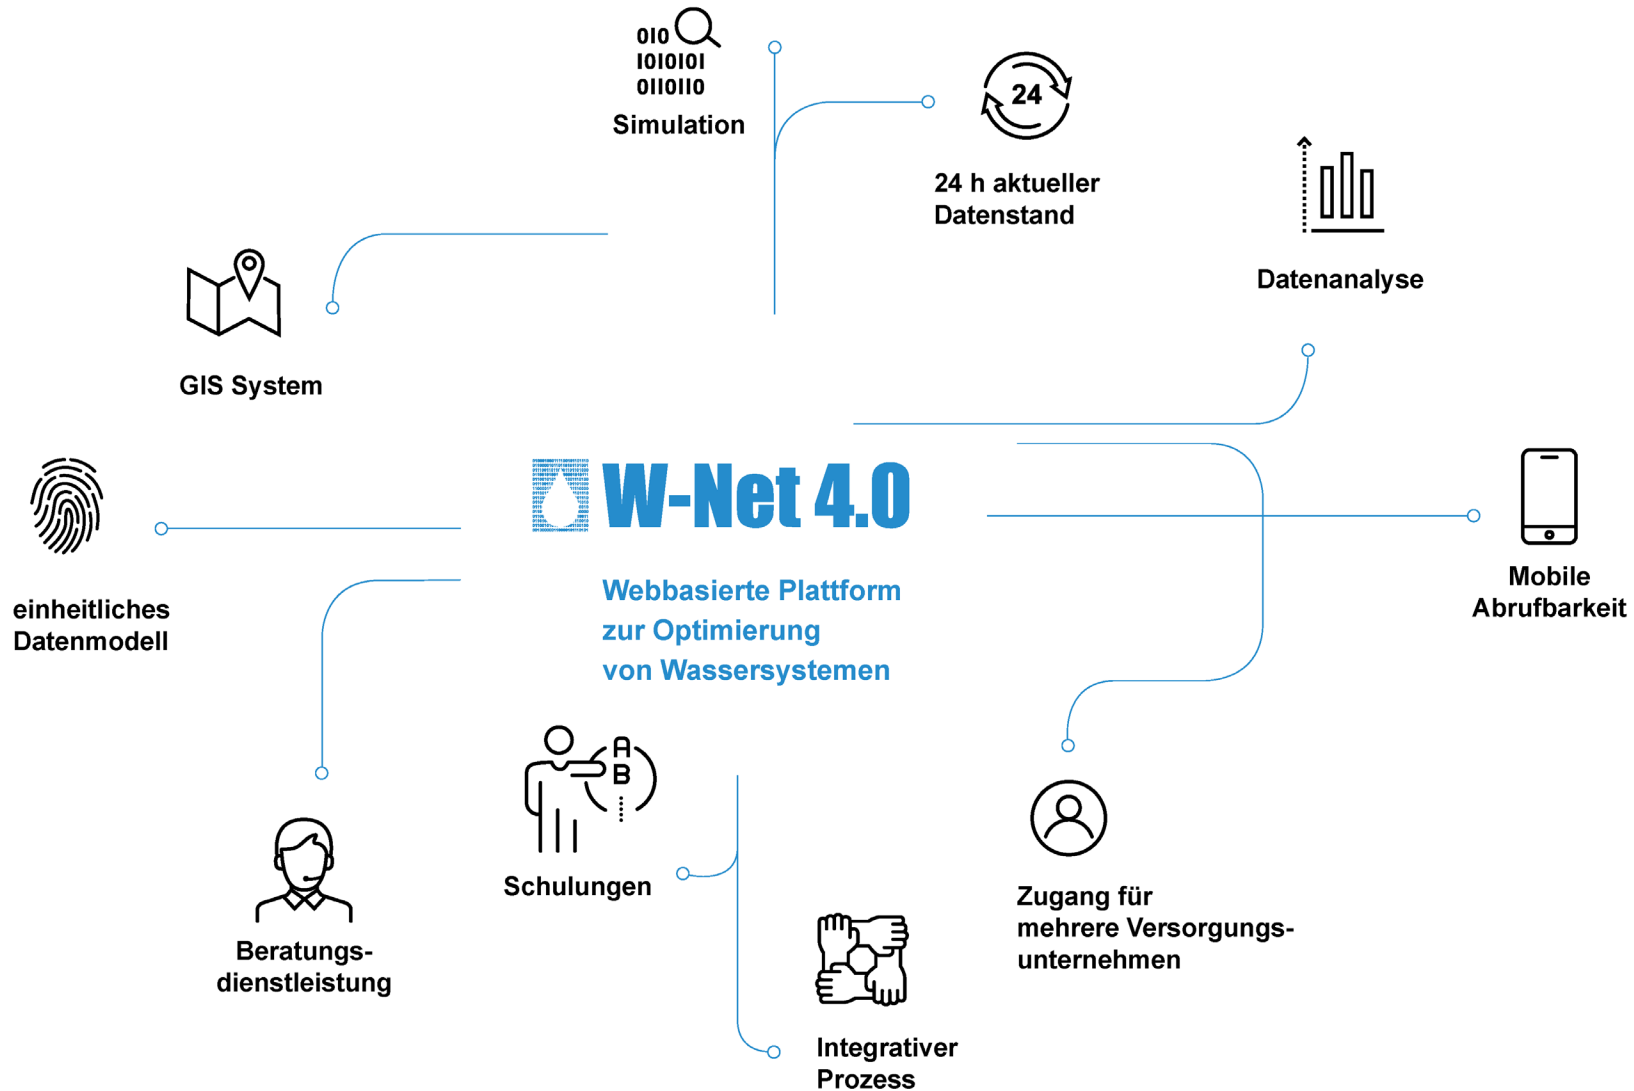 010
1010101
0110110
Simulation
24
24 h aktueller
Datenstand
Datenanalyse
GIS System
W-Net 4.0
Webbasierte Plattform
zur Optimierung
von Wassersystemen
einheitliches
Datenmodell
Mobile
Abrufbarkeit
A
B
Schulungen
Beratungs-
dienstleistung
Zugang für
mehrere Versorgungs-
unternehmen
Integrativer
Prozess